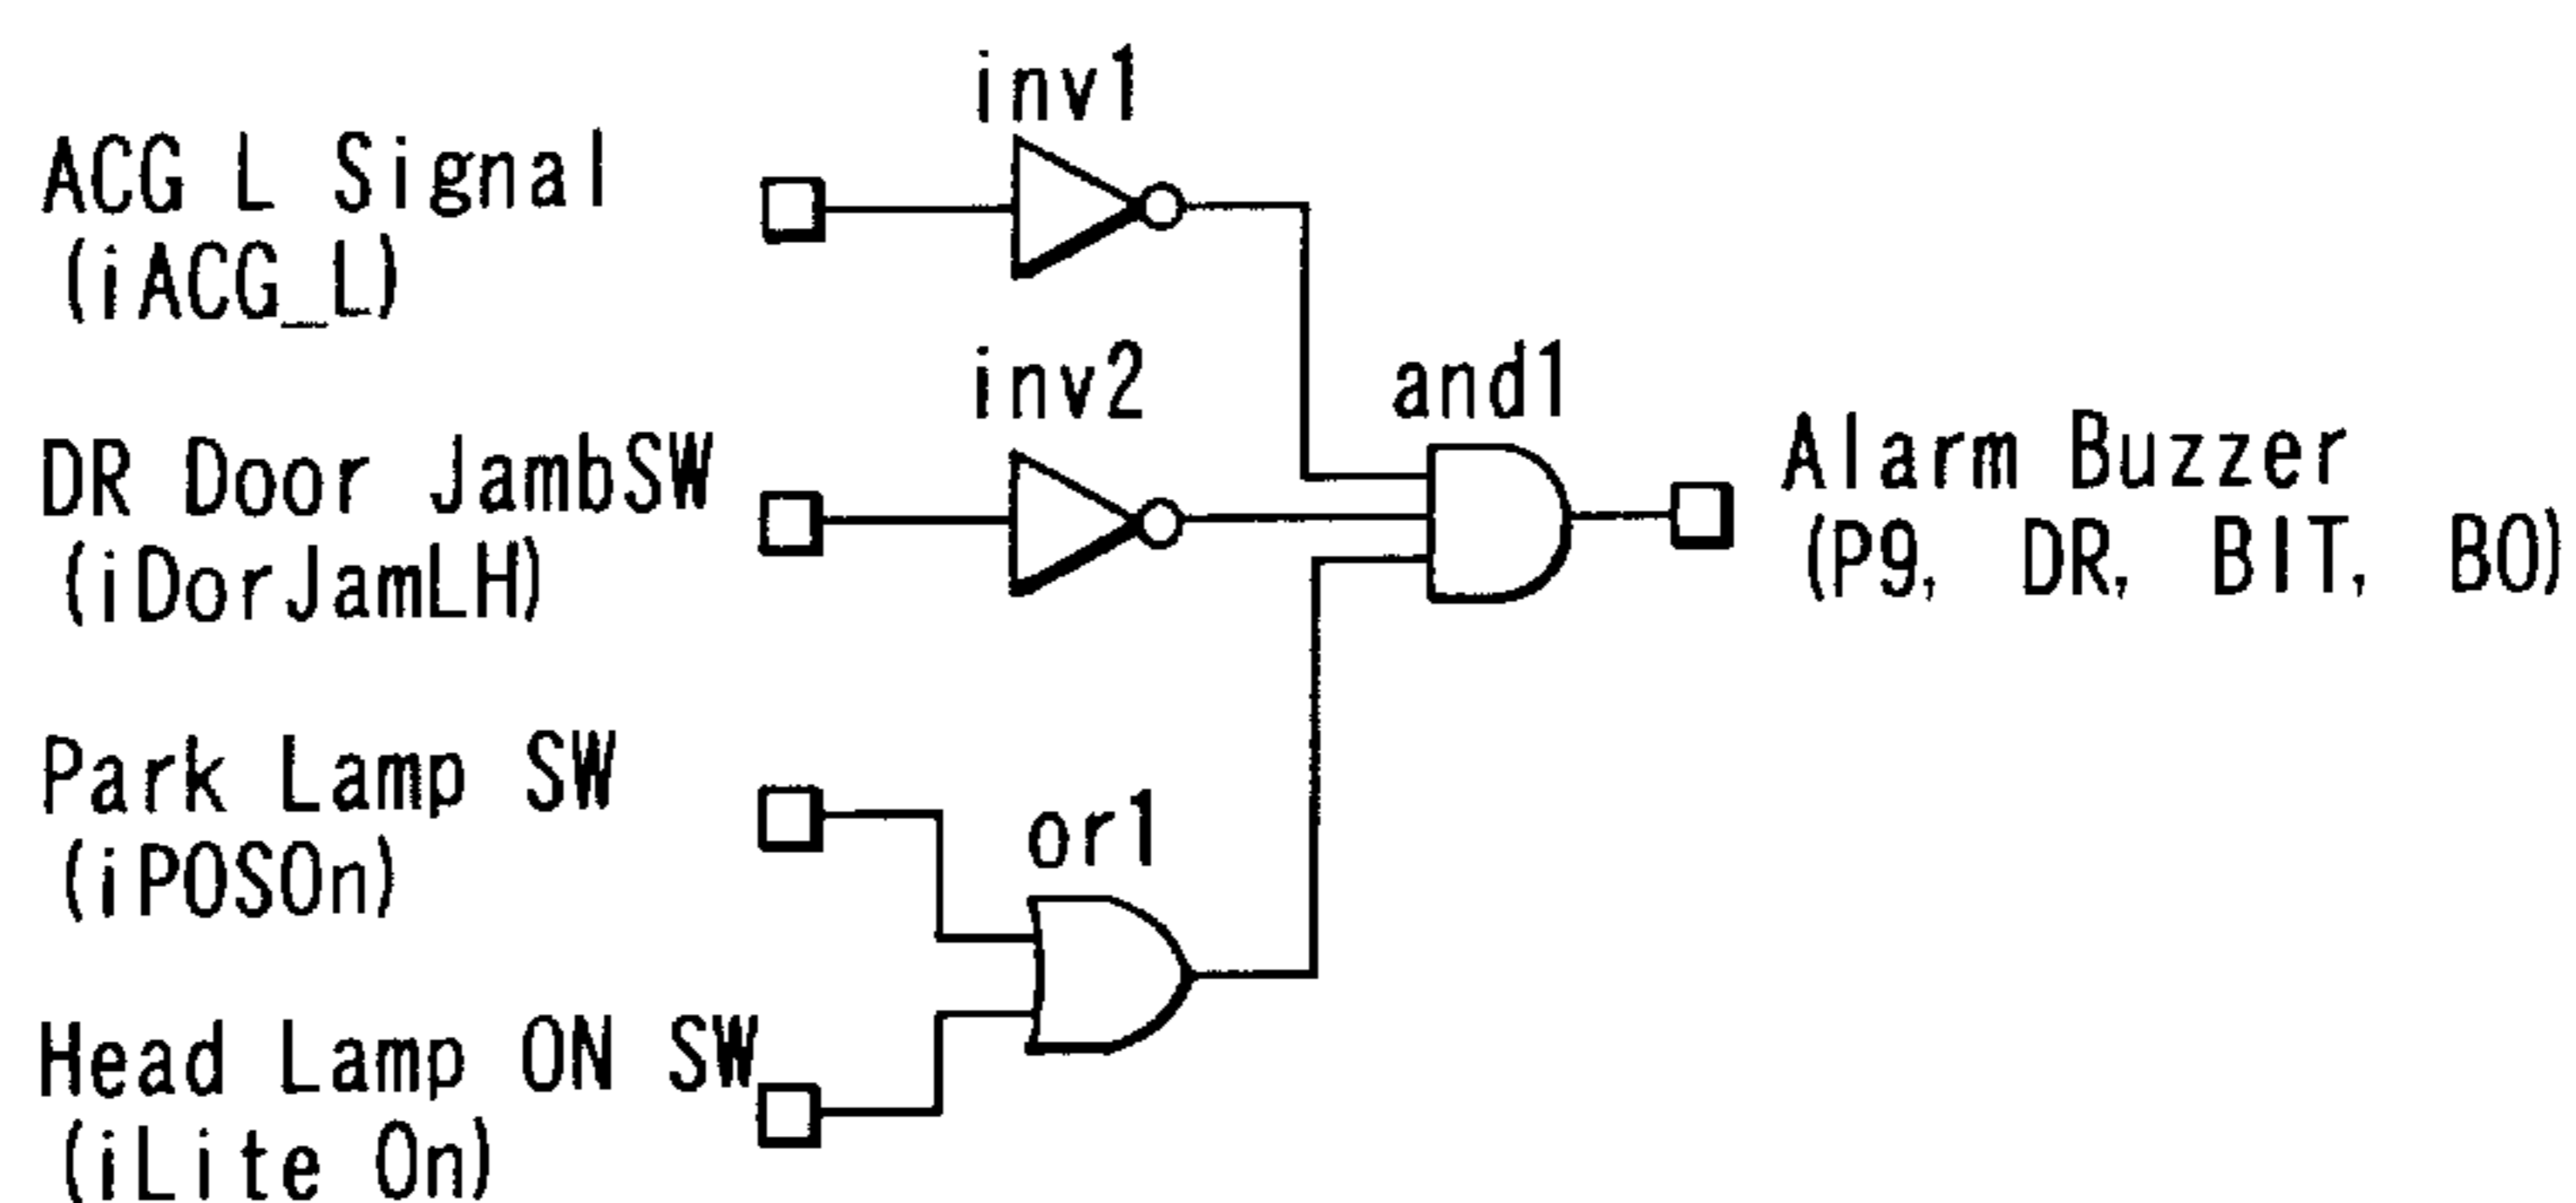 inv1
ACG L Signal
(iACG_L)
inv2
and1
DR Door JambSW
(iDorJamLH)
Alarm Buzzer
(P9, DR, BIT, B0)
Park Lamp SW
(iPOSOn)
or1
Head Lamp ON SW
(iLite On)